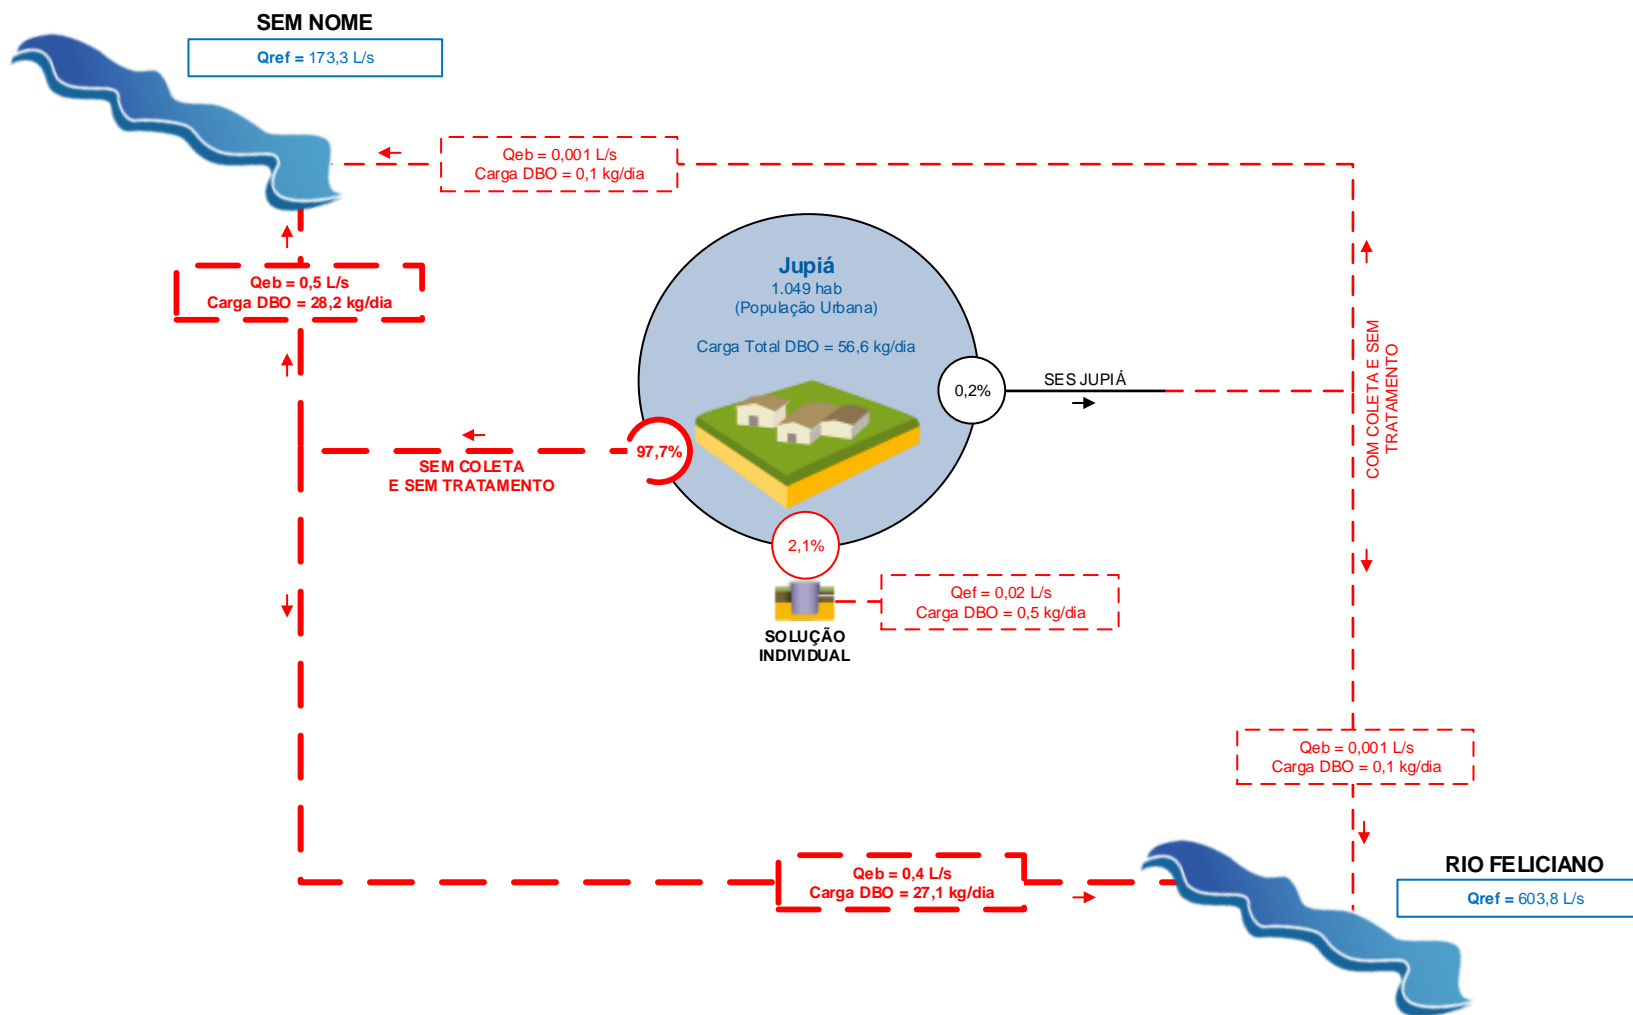 SEM NOME
Qref = 173,3 L/s
Qeb = 0,001 L/s
Carga DBO = 0,1 kg/dia
Qeb = 0,5 L/s
Carga DBO = 28,2 kg/dia
Jupiá
1.049 hab
(População Urbana)
Carga Total DBO = 56,6 kg/dia
0,2%
SES JUPIÁ
COM COLETA E SEM
TRATAMENTO
97,7%
SEM COLETA
E SEM TRATAMENTO
2,1%
SOLUÇÃO
INDIVIDUAL
Qef = 0,02 L/s
Carga DBO = 0,5 kg/dia
Qeb = 0,001 L/s
Carga DBO = 0,1 kg/dia
Qeb = 0,4 L/s
Carga DBO = 27,1 kg/dia
RIO FELICIANO
Qref = 603,8 L/s